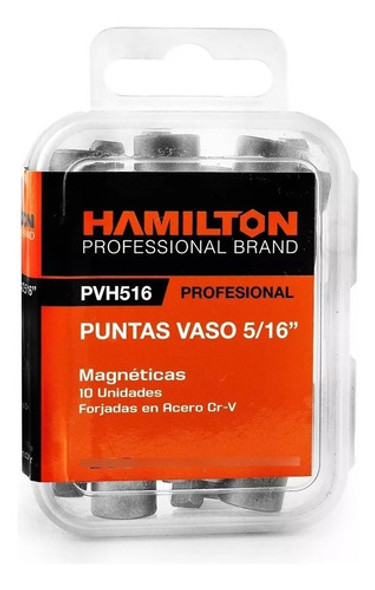 HAMILTON
PROFESSIONAL BRAND
PVH516 PROFESIONAL
PUNTAS VASO 5/16”
Magnéticas
10 Unidades
Forjadas en Acero Cr-V